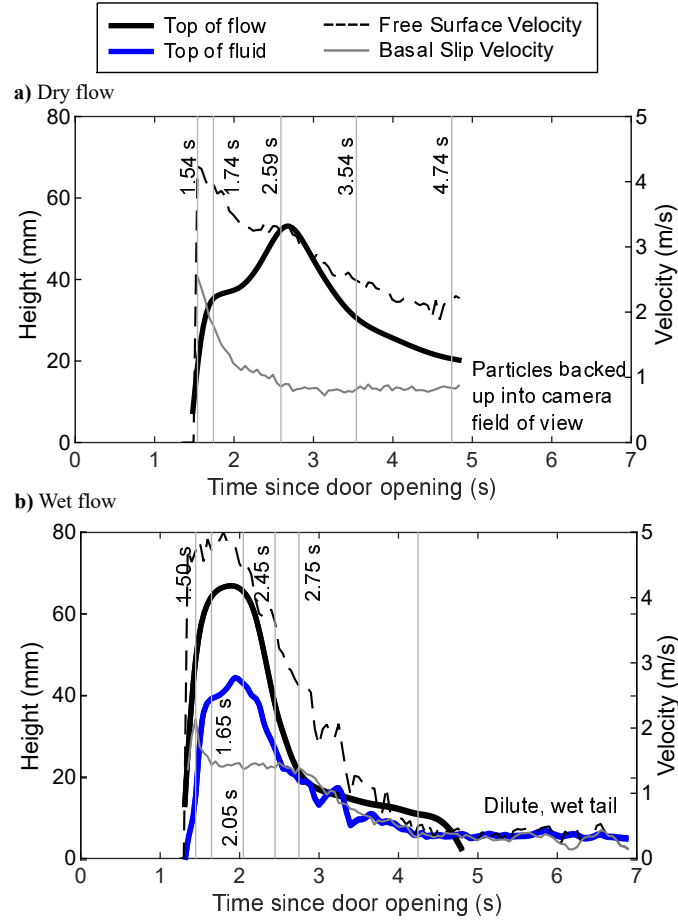 Top of flow
Free Surface Velocity
Top of fluid
Basal Slip Velocity
a) Dry flow
80
60
40
20
0
Height (mm)
1.54 s
1.74 s
2.59 s
3.54 s
4.74 s
5
4
3
2
1
0
Velocity (m/s)
Particles backed
up into camera
field of view
0 1 2 3 4 5 6 7
Time since door opening (s)
b) Wet flow
80
60
40
20
0
Height (mm)
1.50 s
1.65 s
2.05 s
2.45 s
2.75 s
5
4
3
2
1
0
Velocity (m/s)
Dilute, wet tail
0 1 2 3 4 5 6 7
Time since door opening (s)